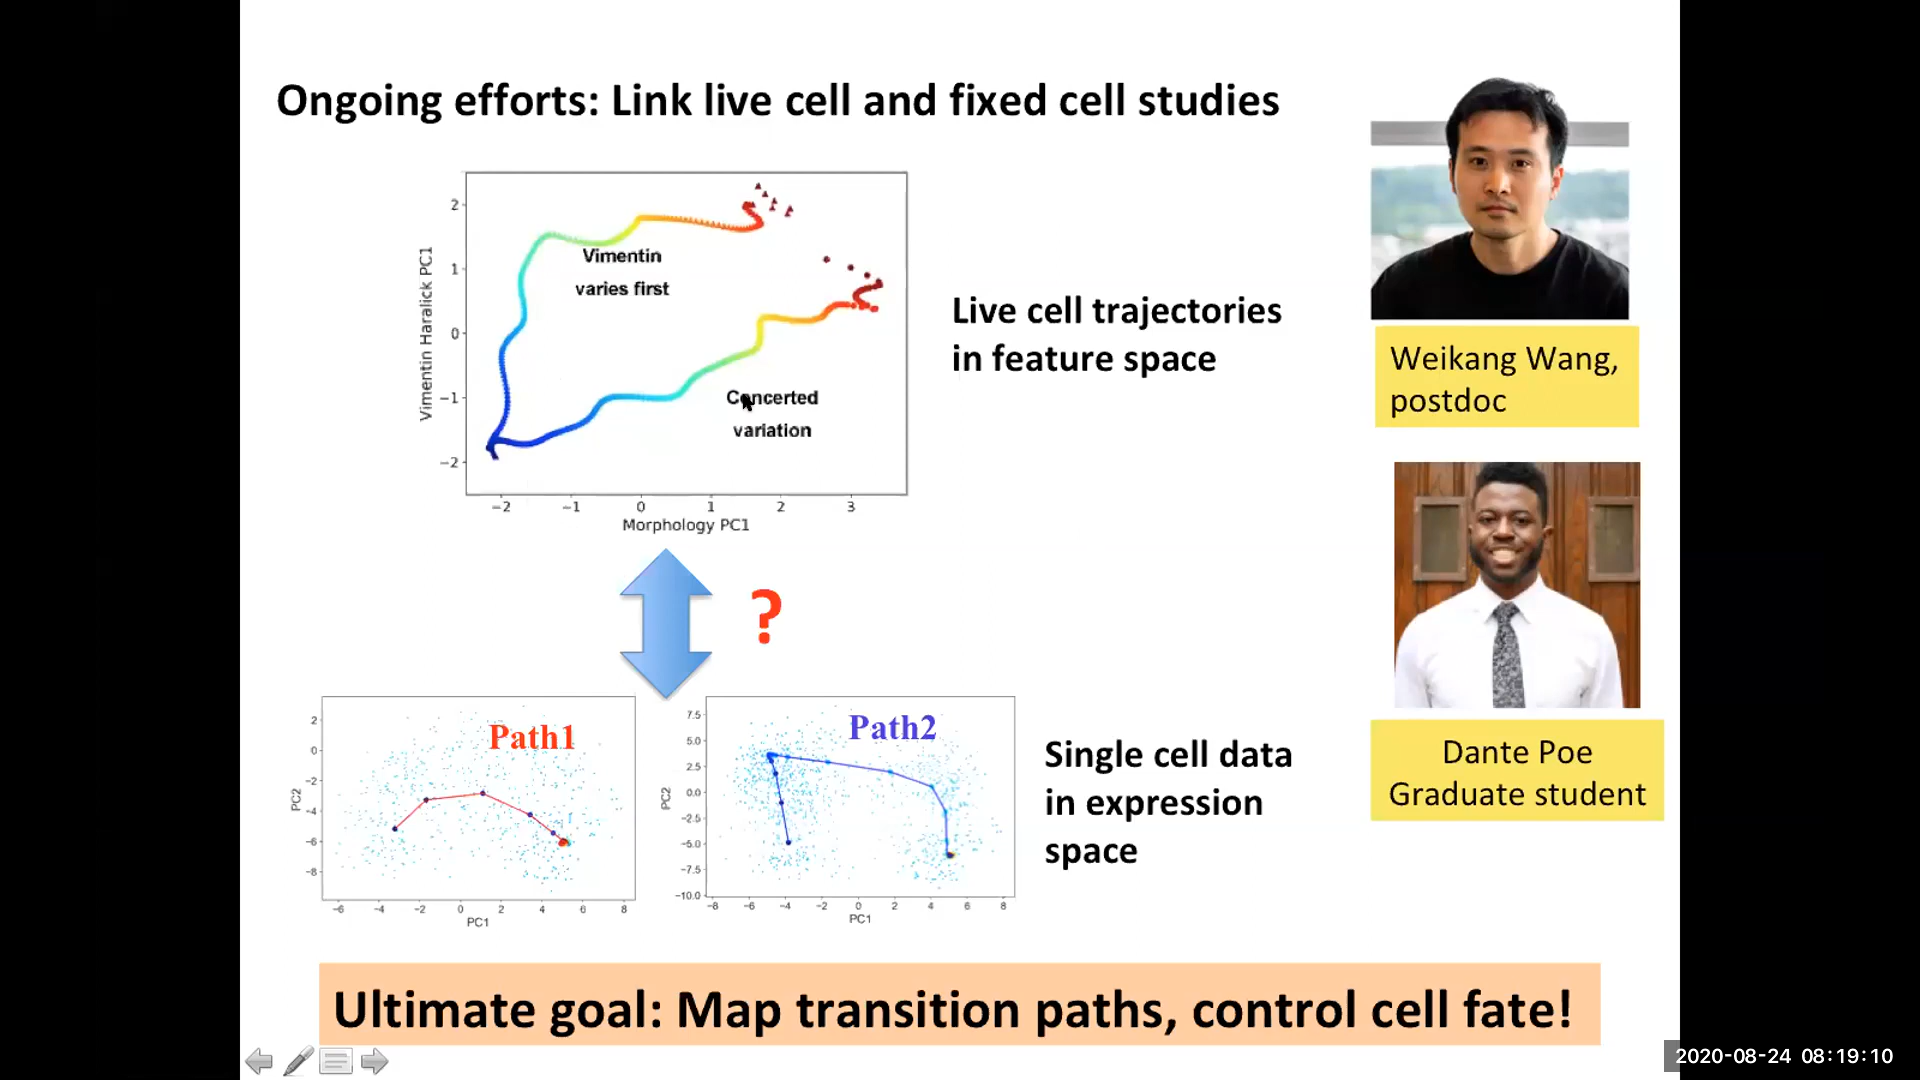 Ongoing efforts: Link live cell and fixed cell studies
Vimentin Haralick PC1
2
1
0
−1
−2
Vimentin
varies first
Concerted
variation
−2 −1 0 1 2 3
Morphology PC1
Live cell trajectories
in feature space
Weikang Wang,
postdoc
?
Dante Poe
Graduate student
Path1
PC2
2
0
−2
−4
−6
−8
−6 −4 −2 0 2 4 6 8
PC1
Path2
PC2
7.5
5.0
2.5
0.0
−2.5
−5.0
−7.5
−10.0
−8 −6 −4 −2 0 2 4 6 8
PC1
Single cell data
in expression
space
Ultimate goal: Map transition paths, control cell fate!
2020-08-24 08:19:10